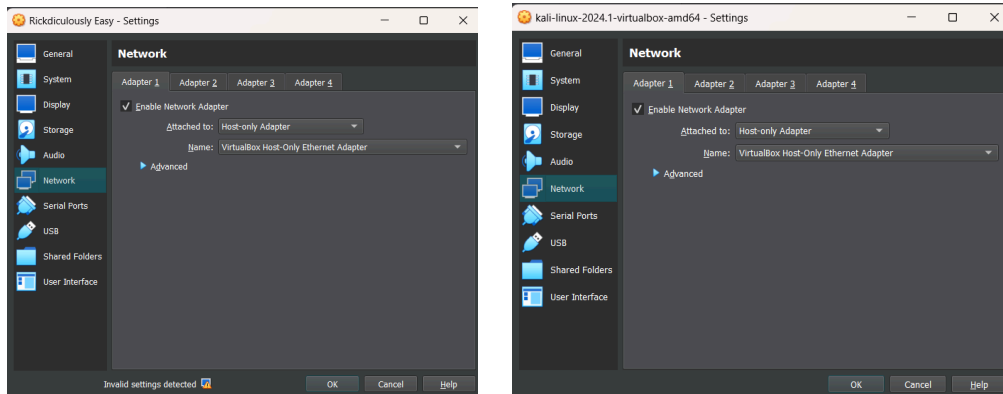 Rickdiculously Easy - Settings
General
System
Display
Storage
Audio
Network
Serial Ports
USB
Shared Folders
User Interface
Network
Adapter 1 Adapter 2 Adapter 3 Adapter 4
Enable Network Adapter
Attached to: Host-only Adapter
Name: VirtualBox Host-Only Ethernet Adapter
Advanced
Invalid settings detected
OK Cancel Help
kali-linux-2024.1-virtualbox-amd64 - Settings
General
System
Display
Storage
Audio
Network
Serial Ports
USB
Shared Folders
User Interface
Network
Adapter 1 Adapter 2 Adapter 3 Adapter 4
Enable Network Adapter
Attached to: Host-only Adapter
Name: VirtualBox Host-Only Ethernet Adapter
Advanced
OK Cancel Help